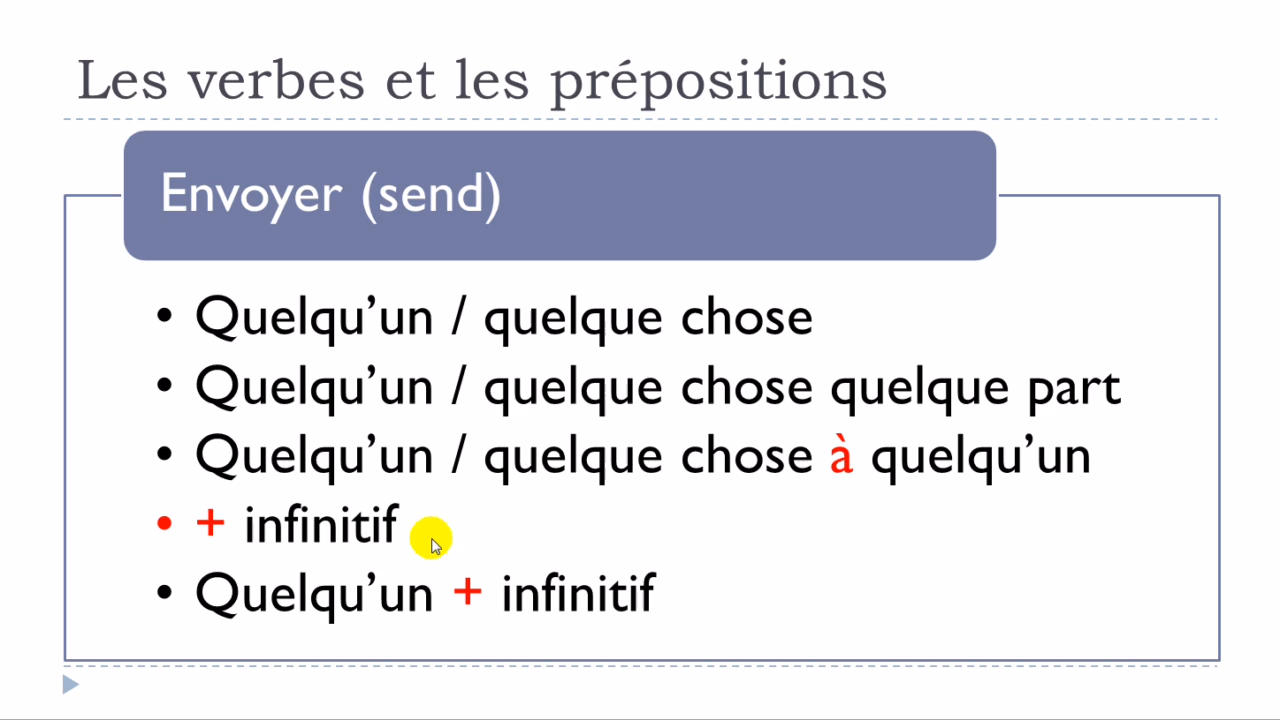 Les verbes et les prépositions
Envoyer (send)
• Quelqu’un / quelque chose
• Quelqu’un / quelque chose quelque part
• Quelqu’un / quelque chose à quelqu’un
• + infinitif
• Quelqu’un + infinitif